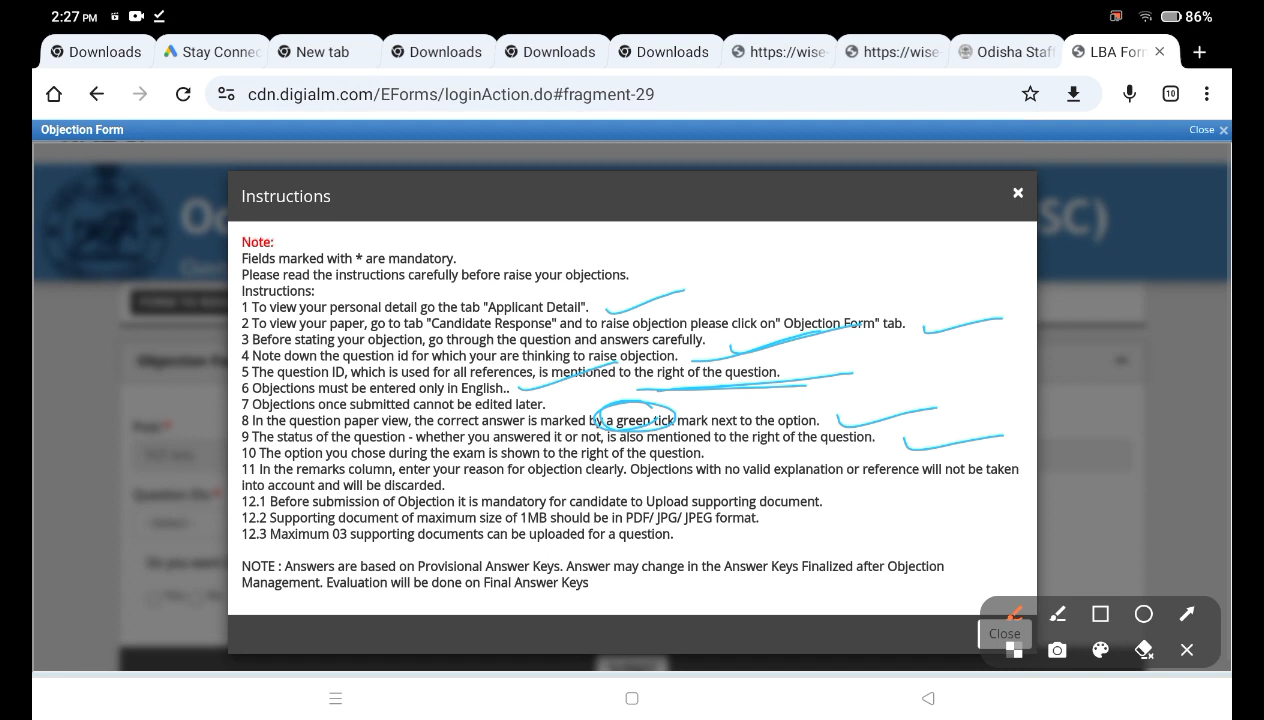 2:27 PM 86%
Downloads Stay Connec New tab Downloads Downloads Downloads https://wise- https://wise- Odisha Staf LBA For
cdn.digialm.com/EForms/loginAction.do#fragment-29 10
Objection Form Close
Instructions
Note:
Fields marked with * are mandatory.
Please read the instructions carefully before raise your objections.
Instructions:
1 To view your personal detail go the tab "Applicant Detail".
2 To view your paper, go to tab "Candidate Response" and to raise objection please click on" Objection Form" tab.
3 Before stating your objection, go through the question and answers carefully.
4 Note down the question id for which your are thinking to raise objection.
5 The question ID, which is used for all references, is mentioned to the right of the question.
6 Objections must be entered only in English..
7 Objections once submitted cannot be edited later.
8 In the question paper view, the correct answer is marked by a green tick mark next to the option.
9 The status of the question - whether you answered it or not, is also mentioned to the right of the question.
10 The option you chose during the exam is shown to the right of the question.
11 In the remarks column, enter your reason for objection clearly. Objections with no valid explanation or reference will not be taken
into account and will be discarded.
12.1 Before submission of Objection it is mandatory for candidate to Upload supporting document.
12.2 Supporting document of maximum size of 1MB should be in PDF/ JPG/ JPEG format.
12.3 Maximum 03 supporting documents can be uploaded for a question.
NOTE : Answers are based on Provisional Answer Keys. Answer may change in the Answer Keys Finalized after Objection
Management. Evaluation will be done on Final Answer Keys
Close